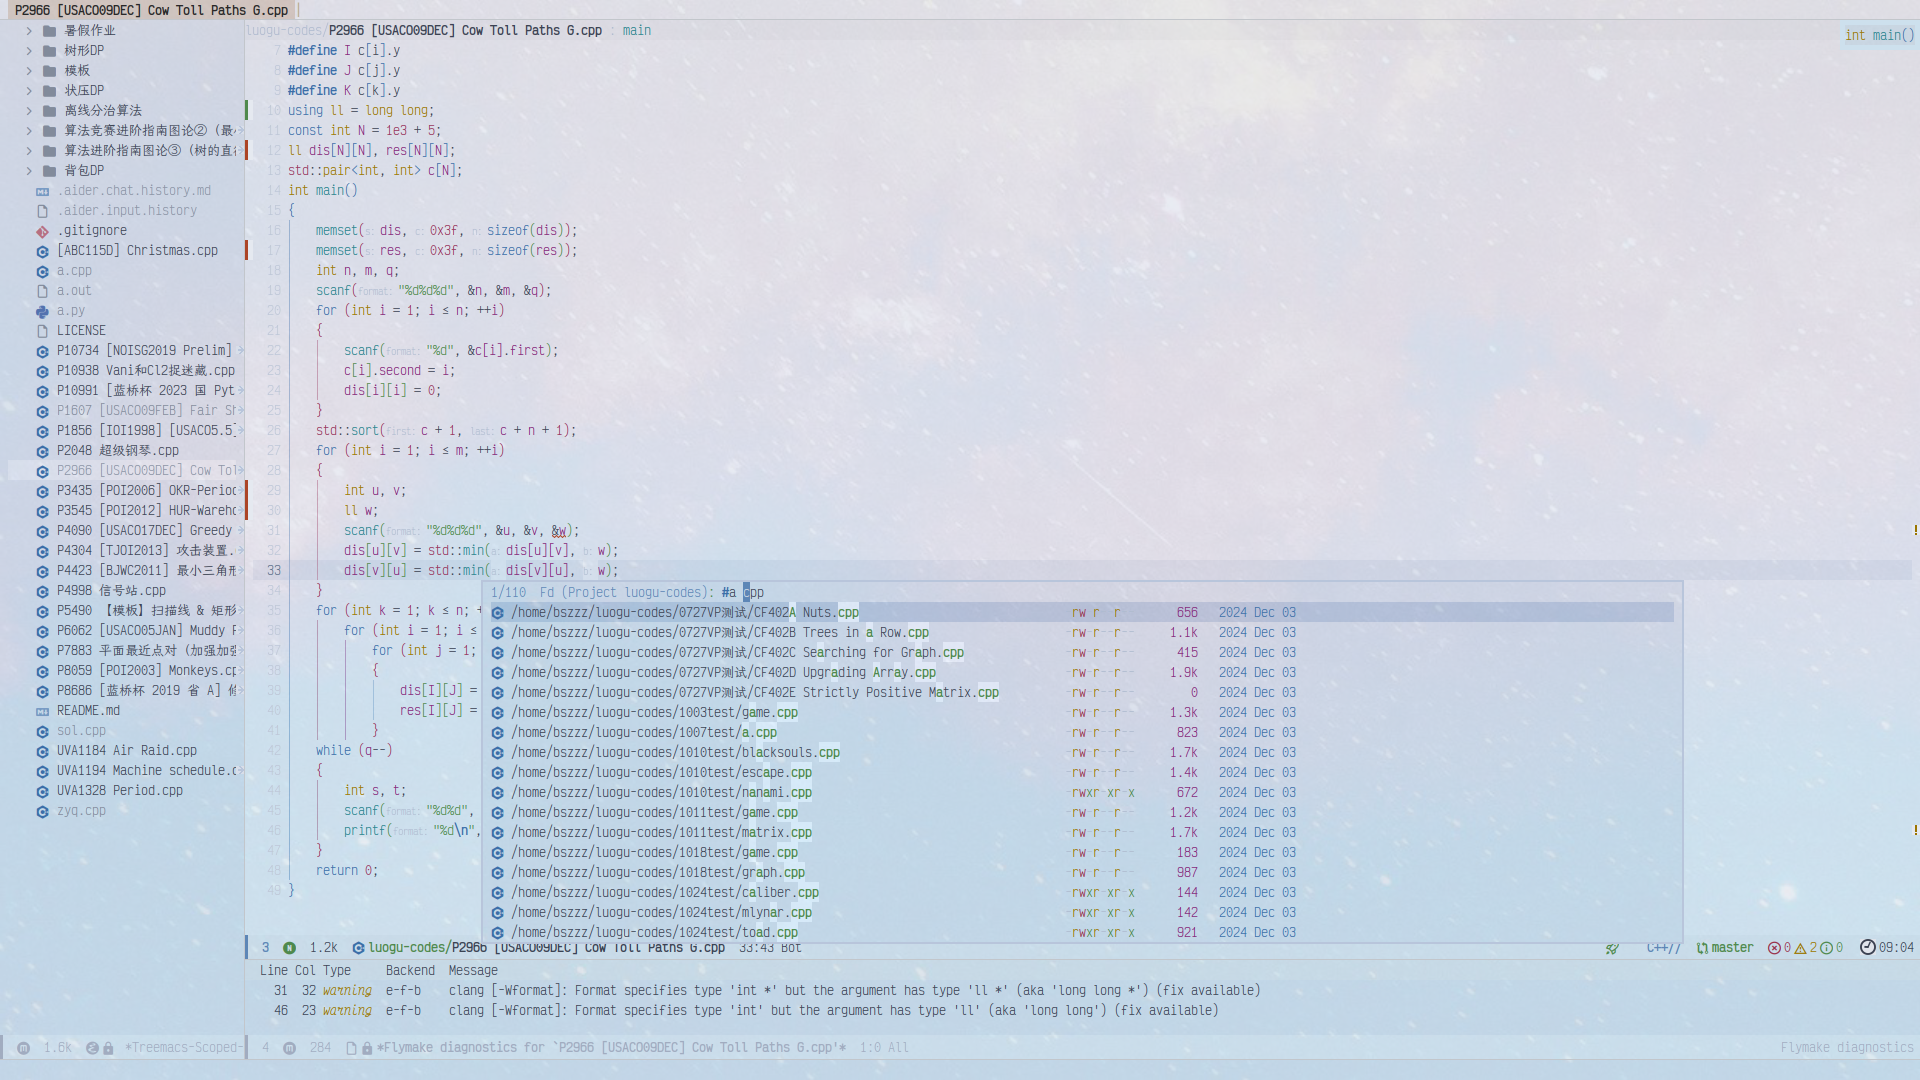 P2966 [USACO09DEC] Cow Toll Paths G.cpp
暑假作业
树形DP
模板
状压DP
离线分治算法
算法竞赛进阶指南图论②（最
算法进阶指南图论③（树的直
背包DP
.aider.chat.history.md
.aider.input.history
.gitignore
[ABC115D] Christmas.cpp
a.cpp
a.out
a.py
LICENSE
P10734 [NOISG2019 Prelim]
P10938 Vani和Cl2捉迷藏.cpp
P10991 [蓝桥杯 2023 国 Pyt
P1607 [USACO09FEB] Fair Sh
P1856 [IOI1998] [USACO5.5]
P2048 超级钢琴.cpp
P2966 [USACO09DEC] Cow Tol
P3435 [POI2006] OKR-Period
P3545 [POI2012] HUR-Wareho
P4090 [USACO17DEC] Greedy
P4304 [TJOI2013] 攻击装置.
P4423 [BJWC2011] 最小三角形
P4998 信号站.cpp
P5490 【模板】扫描线 & 矩形
P6062 [USACO05JAN] Muddy F
P7883 平面最近点对（加强加强
P8059 [POI2003] Monkeys.cp
P8686 [蓝桥杯 2019 省 A] 修
README.md
sol.cpp
UVA1184 Air Raid.cpp
UVA1194 Machine schedule.c
UVA1328 Period.cpp
zyq.cpp
1.6k *Treemacs-Scoped-
luogu-codes/P2966 [USACO09DEC] Cow Toll Paths G.cpp : main
int main()
7 #define I c[i].y
8 #define J c[j].y
9 #define K c[k].y
10 using ll = long long;
11 const int N = 1e3 + 5;
12 ll dis[N][N], res[N][N];
13 std::pair<int, int> c[N];
14 int main()
15 {
16 memset(s: dis, c: 0x3f, n: sizeof(dis));
17 memset(s: res, c: 0x3f, n: sizeof(res));
18 int n, m, q;
19 scanf(format: "%d%d%d", &n, &m, &q);
20 for (int i = 1; i ≤ n; ++i)
21 {
22 scanf(format: "%d", &c[i].first);
23 c[i].second = i;
24 dis[i][i] = 0;
25 }
26 std::sort(first: c + 1, last: c + n + 1);
27 for (int i = 1; i ≤ m; ++i)
28 {
29 int u, v;
30 ll w;
31 scanf(format: "%d%d%d", &u, &v, &w);
32 dis[u][v] = std::min(a: dis[u][v], b: w);
33 dis[v][u] = std::min(a: dis[v][u], b: w);
34 }
35 for (int k = 1; k ≤ n; +
36 for (int i = 1; i ≤
37 for (int j = 1;
38 {
39 dis[I][J] =
40 res[I][J] =
41 }
42 while (q--)
43 {
44 int s, t;
45 scanf(format: "%d%d",
46 printf(format: "%d\n",
47 }
48 return 0;
49 }
1/110 Fd (Project luogu-codes): #a cpp
/home/bszzz/luogu-codes/0727VP测试/CF402A Nuts.cpp -rw-r--r-- 656 2024 Dec 03
/home/bszzz/luogu-codes/0727VP测试/CF402B Trees in a Row.cpp -rw-r--r-- 1.1k 2024 Dec 03
/home/bszzz/luogu-codes/0727VP测试/CF402C Searching for Graph.cpp -rw-r--r-- 415 2024 Dec 03
/home/bszzz/luogu-codes/0727VP测试/CF402D Upgrading Array.cpp -rw-r--r-- 1.9k 2024 Dec 03
/home/bszzz/luogu-codes/0727VP测试/CF402E Strictly Positive Matrix.cpp -rw-r--r-- 0 2024 Dec 03
/home/bszzz/luogu-codes/1003test/game.cpp -rw-r--r-- 1.3k 2024 Dec 03
/home/bszzz/luogu-codes/1007test/a.cpp -rw-r--r-- 823 2024 Dec 03
/home/bszzz/luogu-codes/1010test/blacksouls.cpp -rw-r--r-- 1.7k 2024 Dec 03
/home/bszzz/luogu-codes/1010test/escape.cpp -rw-r--r-- 1.4k 2024 Dec 03
/home/bszzz/luogu-codes/1010test/nanami.cpp -rwxr-xr-x 672 2024 Dec 03
/home/bszzz/luogu-codes/1011test/game.cpp -rw-r--r-- 1.2k 2024 Dec 03
/home/bszzz/luogu-codes/1011test/matrix.cpp -rw-r--r-- 1.7k 2024 Dec 03
/home/bszzz/luogu-codes/1018test/game.cpp -rw-r--r-- 183 2024 Dec 03
/home/bszzz/luogu-codes/1018test/graph.cpp -rw-r--r-- 987 2024 Dec 03
/home/bszzz/luogu-codes/1024test/caliber.cpp -rwxr-xr-x 144 2024 Dec 03
/home/bszzz/luogu-codes/1024test/mlynar.cpp -rwxr-xr-x 142 2024 Dec 03
/home/bszzz/luogu-codes/1024test/toad.cpp -rwxr-xr-x 921 2024 Dec 03
3 N 1.2k luogu-codes/P2966 [USACO09DEC] Cow Toll Paths G.cpp 33:43 Bot C++// master 0 2 0 09:04
Line Col Type Backend Message
31 32 warning e-f-b clang [-Wformat]: Format specifies type 'int *' but the argument has type 'll *' (aka 'long long *') (fix available)
46 23 warning e-f-b clang [-Wformat]: Format specifies type 'int' but the argument has type 'll' (aka 'long long') (fix available)
4 m 284 *Flymake diagnostics for `P2966 [USACO09DEC] Cow Toll Paths G.cpp'* 1:0 All Flymake diagnostics